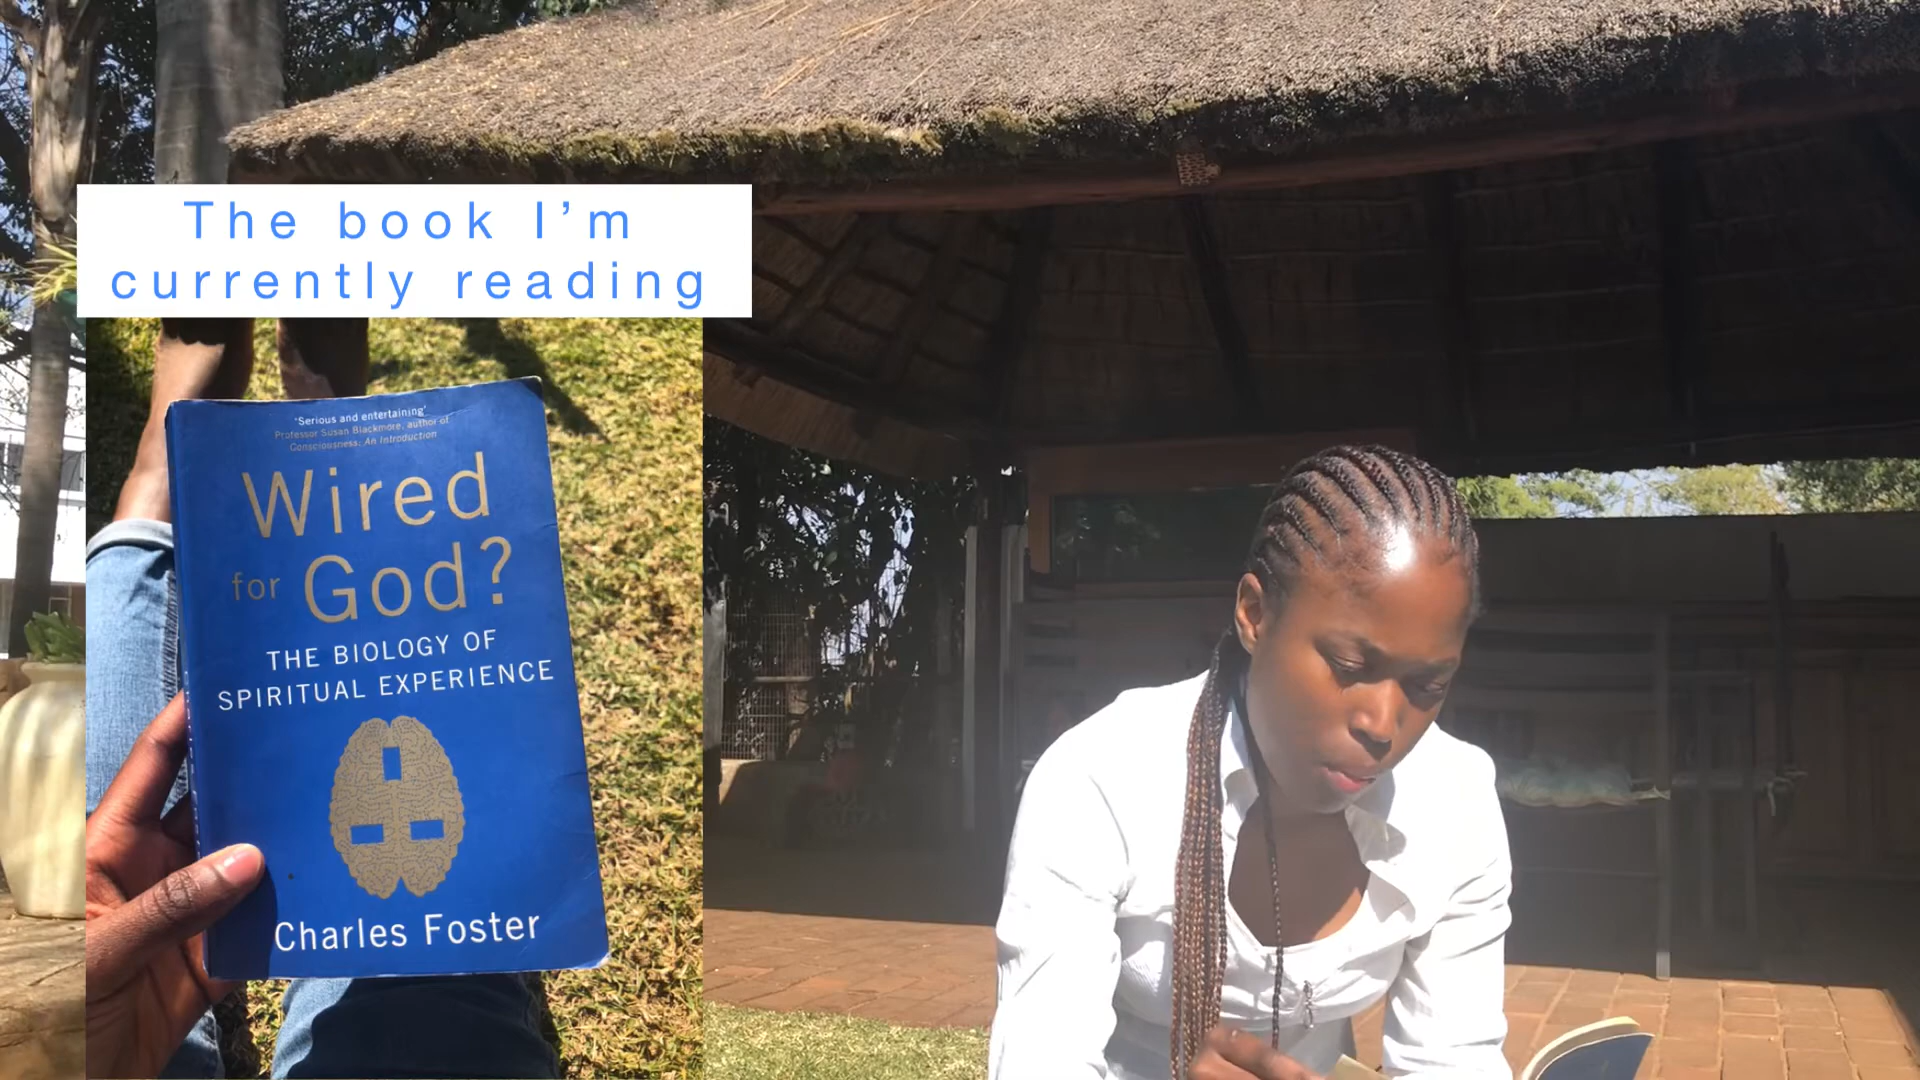 The book I’m
currently reading
‘Serious and entertaining’
Professor Susan Blackmore, author of
Consciousness: An Introduction
Wired
for God?
THE BIOLOGY OF
SPIRITUAL EXPERIENCE
Charles Foster